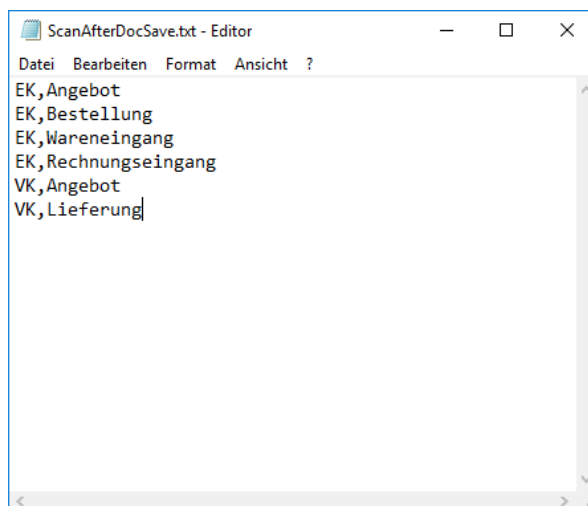 ScanAfterDocSave.txt - Editor
Datei Bearbeiten Format Ansicht ?
EK,Angebot
EK,Bestellung
EK,Wareneingang
EK,Rechnungseingang
VK,Angebot
VK,Lieferung